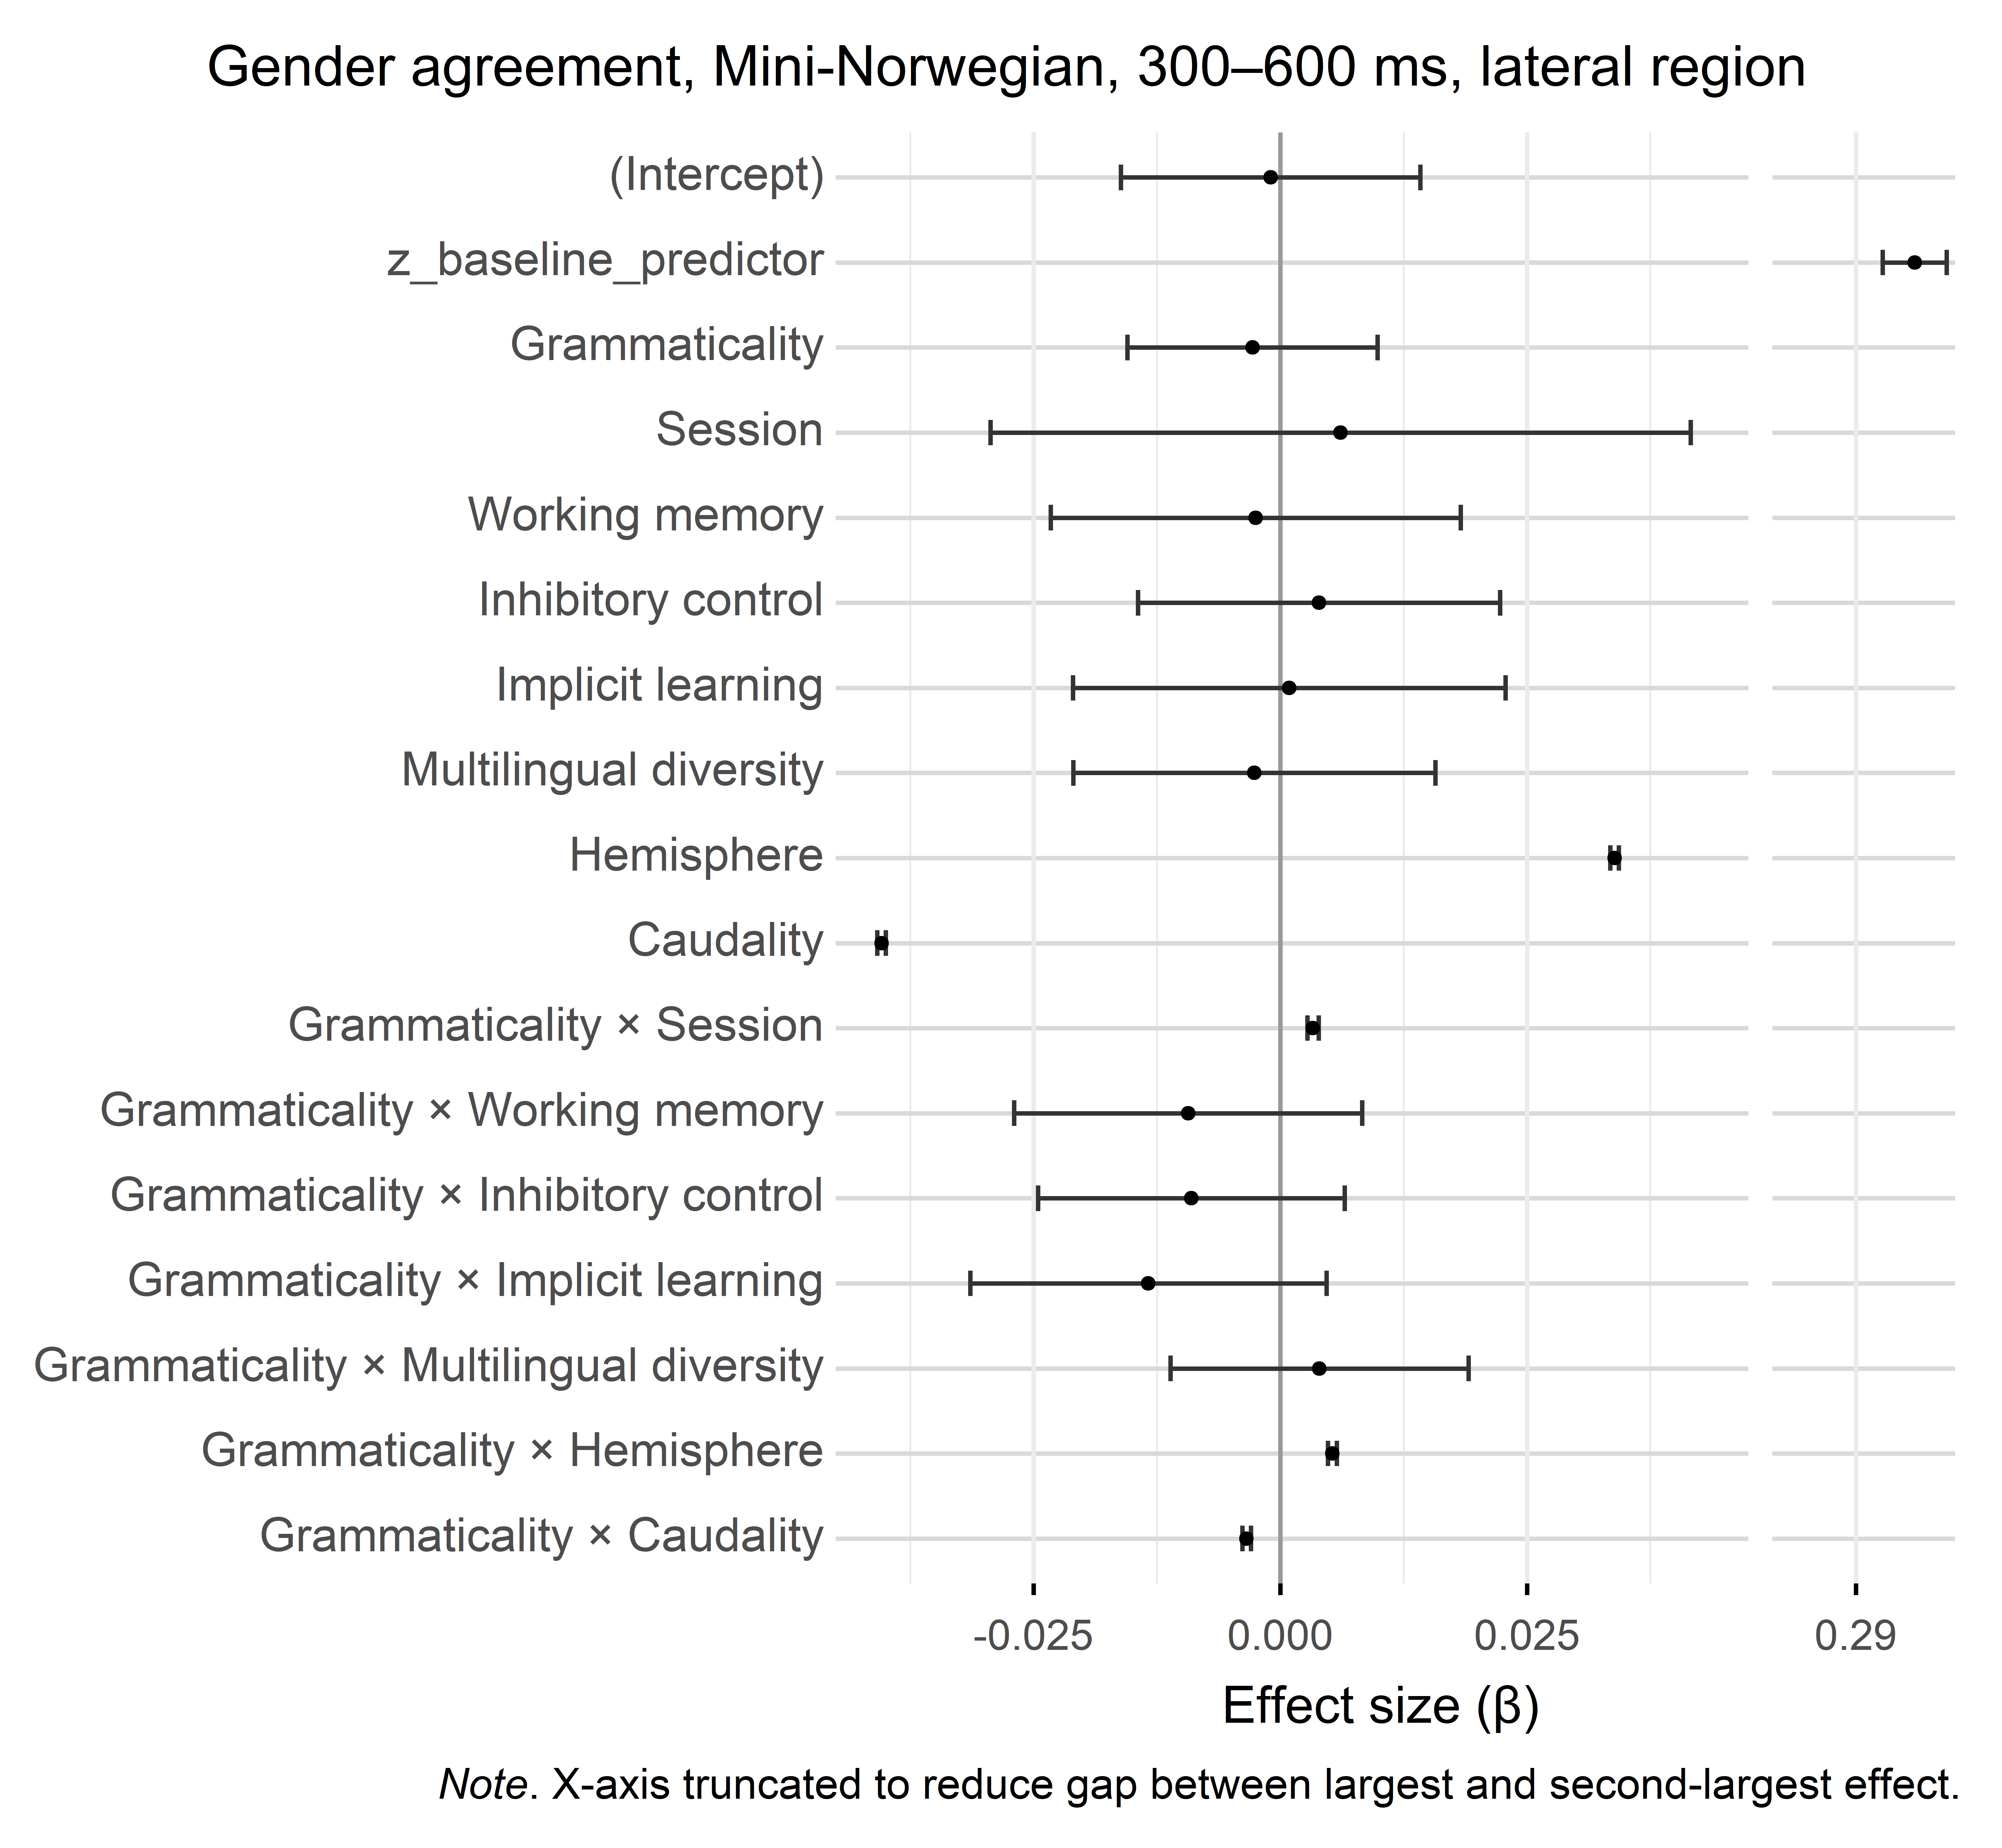 Gender agreement, Mini-Norwegian, 300–600 ms, lateral region
(Intercept)
z_baseline_predictor
Grammaticality
Session
Working memory
Inhibitory control
Implicit learning
Multilingual diversity
Hemisphere
Caudality
Grammaticality × Session
Grammaticality × Working memory
Grammaticality × Inhibitory control
Grammaticality × Implicit learning
Grammaticality × Multilingual diversity
Grammaticality × Hemisphere
Grammaticality × Caudality
-0.025 0.000 0.025 0.29
Effect size (β)
Note. X-axis truncated to reduce gap between largest and second-largest effect.